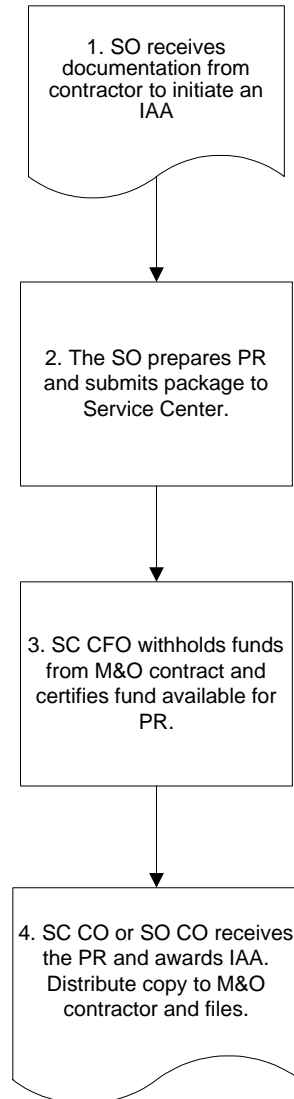 1. SO receives
documentation from
contractor to initiate an
IAA
2. The SO prepares PR
and submits package to
Service Center.
3. SC CFO withholds funds
from M&O contract and
certifies fund available for
PR.
4. SC CO or SO CO receives
the PR and awards IAA.
Distribute copy to M&O
contractor and files.